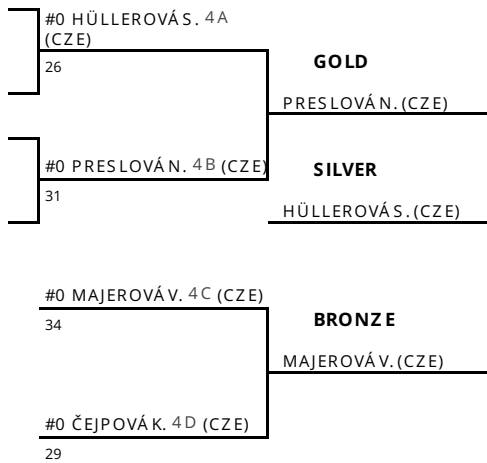 #0 HÜLLEROVÁ S. 4A
(CZE)
26
GOLD
PRESLOVÁ N. (CZE)
#0 PRESLOVÁ N. 4B (CZE)
SILVER
31
HÜLLEROVÁ S. (CZE)
#0 MAJEROVÁ V. 4C (CZE)
34
BRONZE
MAJEROVÁ V. (CZE)
#0 ČEJPOVÁ K. 4D (CZE)
29